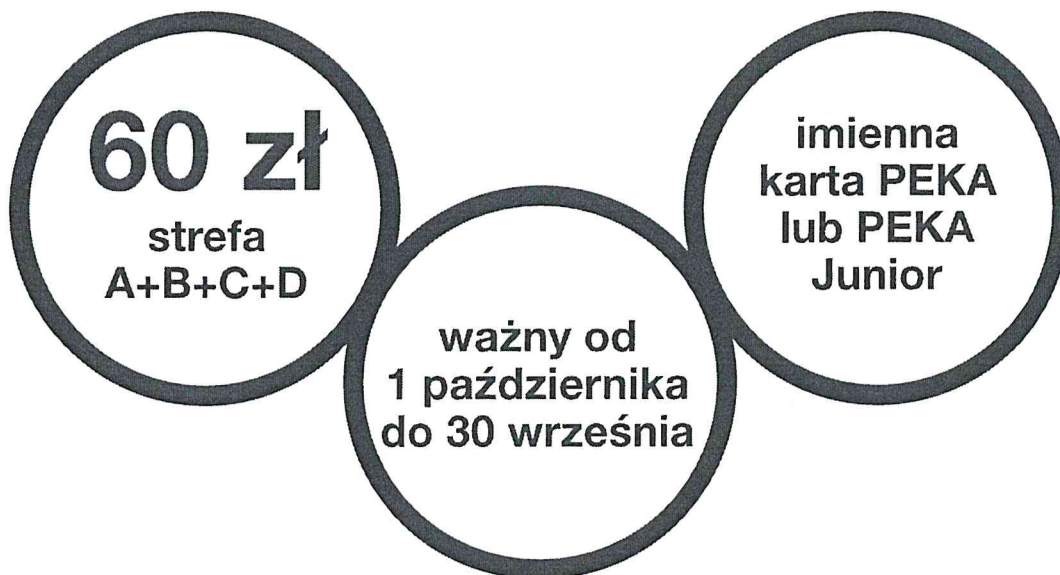 60 zł
strefa
A+B+C+D
ważny od
1 października
do 30 września
imienna
karta PEKA
lub PEKA
Junior